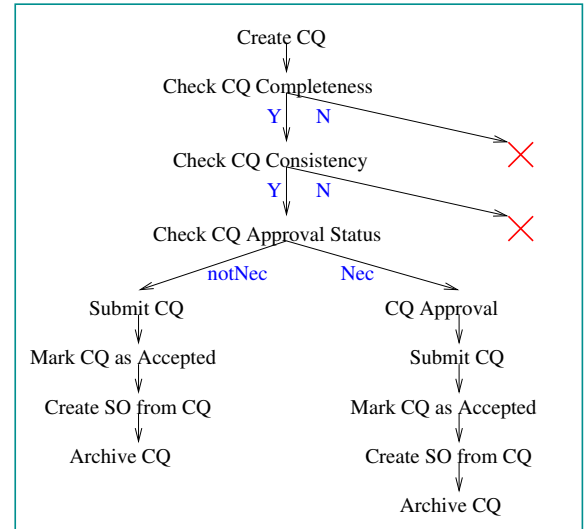 Create CQ
Check CQ Completeness
Y N
Check CQ Consistency
Y N
Check CQ Approval Status
notNec Nec
Submit CQ CQ Approval
Mark CQ as Accepted Submit CQ
Create SO from CQ Mark CQ as Accepted
Archive CQ Create SO from CQ
Archive CQ